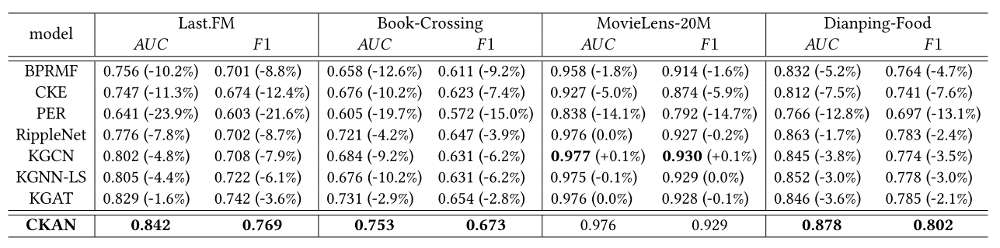 model Last.FM Book-Crossing MovieLens-20M Dianping-Food
AUC F1 AUC F1 AUC F1 AUC F1
BPRMF 0.756 (-10.2%) 0.701 (-8.8%) 0.658 (-12.6%) 0.611 (-9.2%) 0.958 (-1.8%) 0.914 (-1.6%) 0.832 (-5.2%) 0.764 (-4.7%)
CKE 0.747 (-11.3%) 0.674 (-12.4%) 0.676 (-10.2%) 0.623 (-7.4%) 0.927 (-5.0%) 0.874 (-5.9%) 0.812 (-7.5%) 0.741 (-7.6%)
PER 0.641 (-23.9%) 0.603 (-21.6%) 0.605 (-19.7%) 0.572 (-15.0%) 0.838 (-14.1%) 0.792 (-14.7%) 0.766 (-12.8%) 0.697 (-13.1%)
RippleNet 0.776 (-7.8%) 0.702 (-8.7%) 0.721 (-4.2%) 0.647 (-3.9%) 0.976 (0.0%) 0.927 (-0.2%) 0.863 (-1.7%) 0.783 (-2.4%)
KGCN 0.802 (-4.8%) 0.708 (-7.9%) 0.684 (-9.2%) 0.631 (-6.2%) 0.977 (+0.1%) 0.930 (+0.1%) 0.845 (-3.8%) 0.774 (-3.5%)
KGNN-LS 0.805 (-4.4%) 0.722 (-6.1%) 0.676 (-10.2%) 0.631 (-6.2%) 0.975 (-0.1%) 0.929 (0.0%) 0.852 (-3.0%) 0.778 (-3.0%)
KGAT 0.829 (-1.6%) 0.742 (-3.6%) 0.731 (-2.9%) 0.654 (-2.8%) 0.976 (0.0%) 0.928 (-0.1%) 0.846 (-3.6%) 0.785 (-2.1%)
CKAN 0.842 0.769 0.753 0.673 0.976 0.929 0.878 0.802